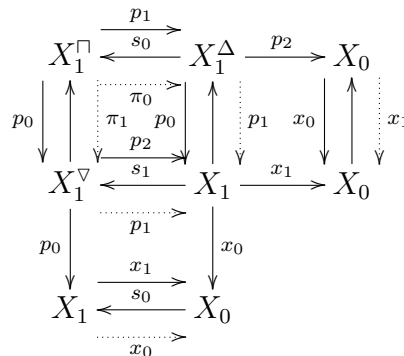 p₁
X₁^⊓ s₀ X₁^Δ p₂ X₀
p₀ π₁ π₀ p₀ p₁ x₀ x₁
p₂
X₁^▽ s₁ X₁ x₁ X₀
p₁
p₀ x₀
x₁
X₁ s₀ X₀
x₀